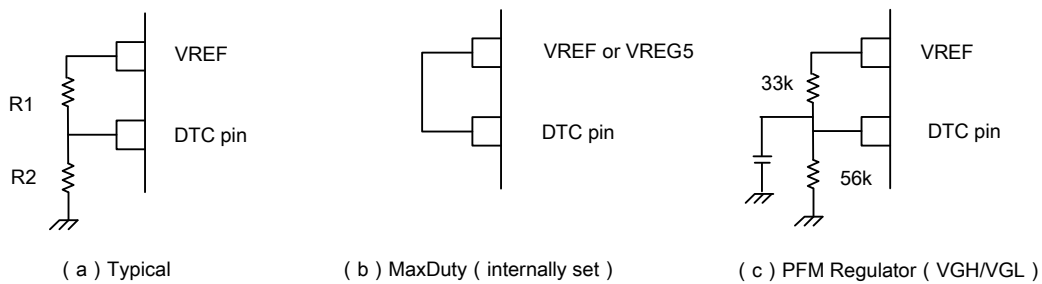 VREF
R1
DTC pin
R2
( a ) Typical
VREF or VREG5
DTC pin
( b ) MaxDuty ( internally set )
VREF
33k
DTC pin
56k
( c ) PFM Regulator ( VGH/VGL )